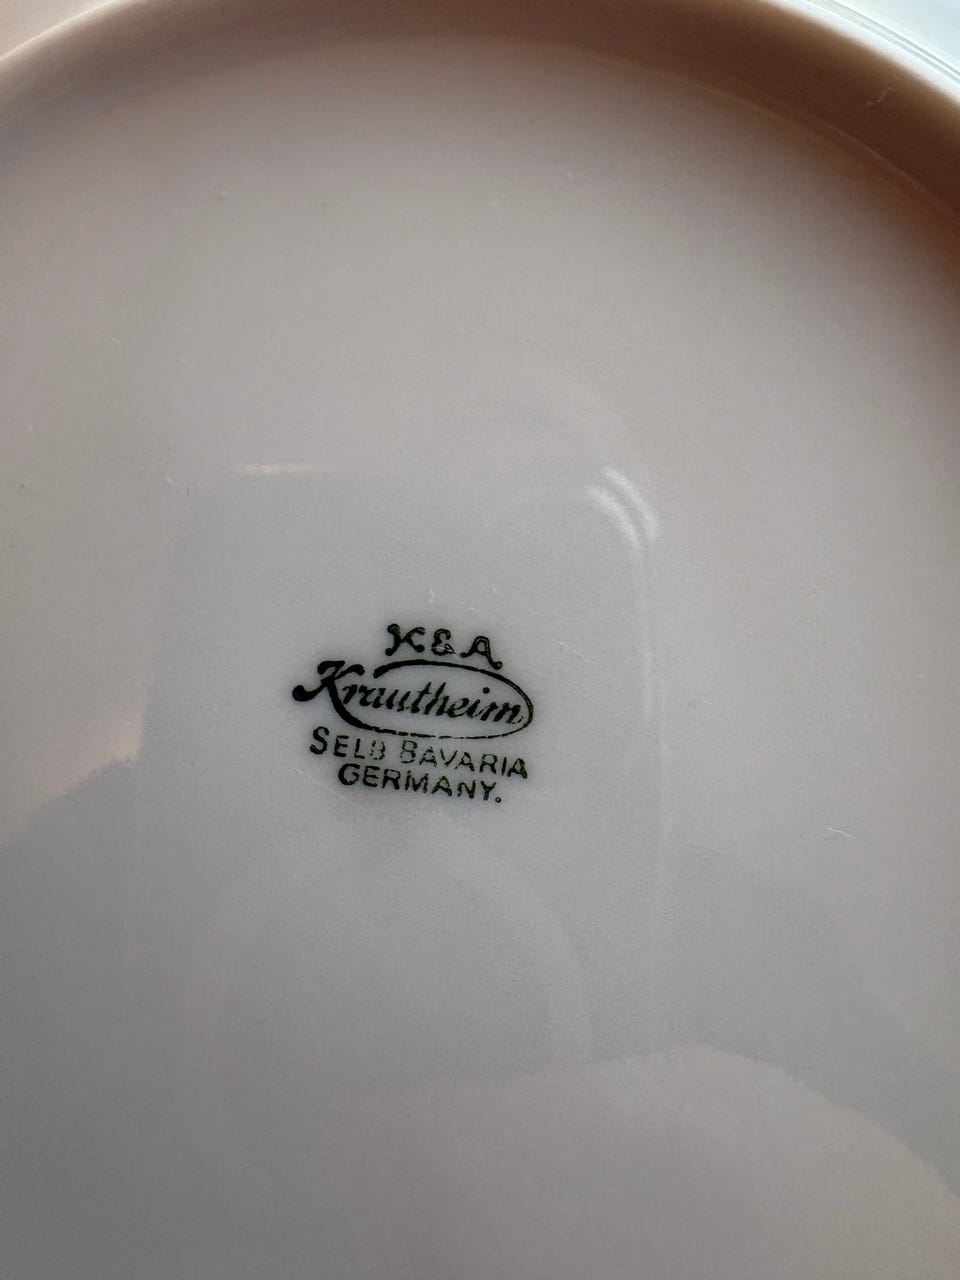 K&A
Krautheim
SELB BAVARIA
GERMANY.